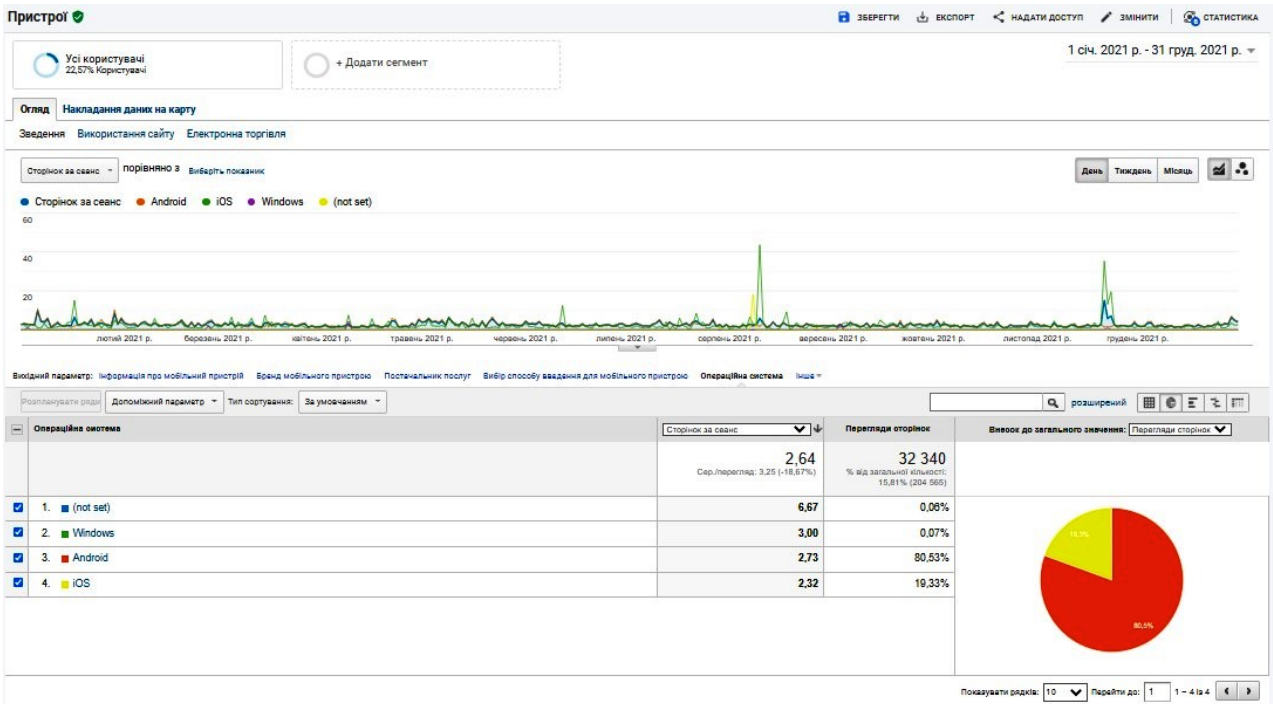 Пристрої
ЗБЕРЕГТИ ЕКСПОРТ НАДАТИ ДОСТУП ЗМІНИТИ СТАТИСТИКА
Усі користувачі
22,57% Користувачі
+ Додати сегмент
1 січ. 2021 р. - 31 груд. 2021 р.
Огляд Накладання даних на карту
Зведення Використання сайту Електронна торгівля
Сторінок за сеанс порівняно з Виберіть показник
День Тиждень Місяць
Сторінок за сеанс Android iOS Windows (not set)
60
40
20
лютий 2021 р. березень 2021 р. квітень 2021 р. травень 2021 р. червень 2021 р. липень 2021 р. серпень 2021 р. вересень 2021 р. жовтень 2021 р. листопад 2021 р. грудень 2021 р.
Вихідний параметр: Інформація про мобільний пристрій Бренд мобільного пристрою Постачальник послуг Вибір способу введення для мобільного пристрою Операційна система Інше
Розпланувати ряди Допоміжний параметр Тип сортування: За умовчанням розширений
Операційна система Сторінок за сеанс Перегляди сторінок Внесок до загального значення: Перегляди сторінок
2,64 32 340
Сер./перегляд: 3,25 (-18,67%) % від загальної кількості:
15,81% (204 565)
1. (not set) 6,67 0,06%
2. Windows 3,00 0,07%
3. Android 2,73 80,53%
4. iOS 2,32 19,33%
19,3%
80,5%
Показувати рядків: 10 Перейти до: 1 1 – 4 із 4